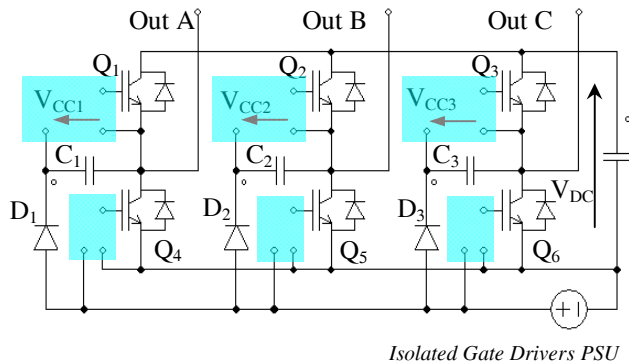 Out A Out B Out C
Q1 Q2 Q3
VCC1 VCC2 VCC3
C1 C2 C3
VDC
D1 D2 D3
Q4 Q5 Q6
Isolated Gate Drivers PSU